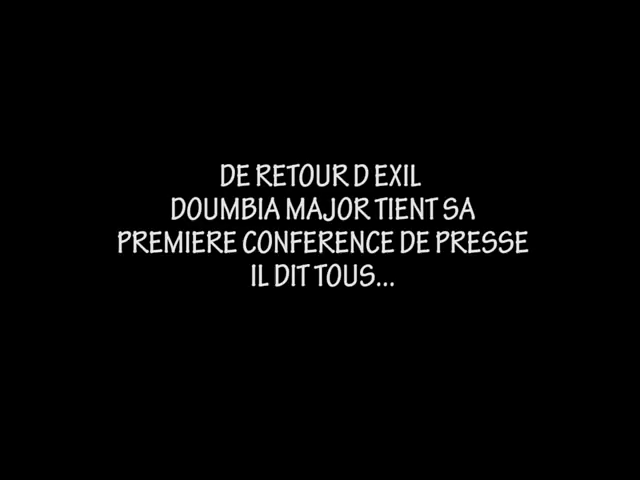 DE RETOUR D EXIL
DOUMBIA MAJOR TIENT SA
PREMIERE CONFERENCE DE PRESSE
IL DIT TOUS...